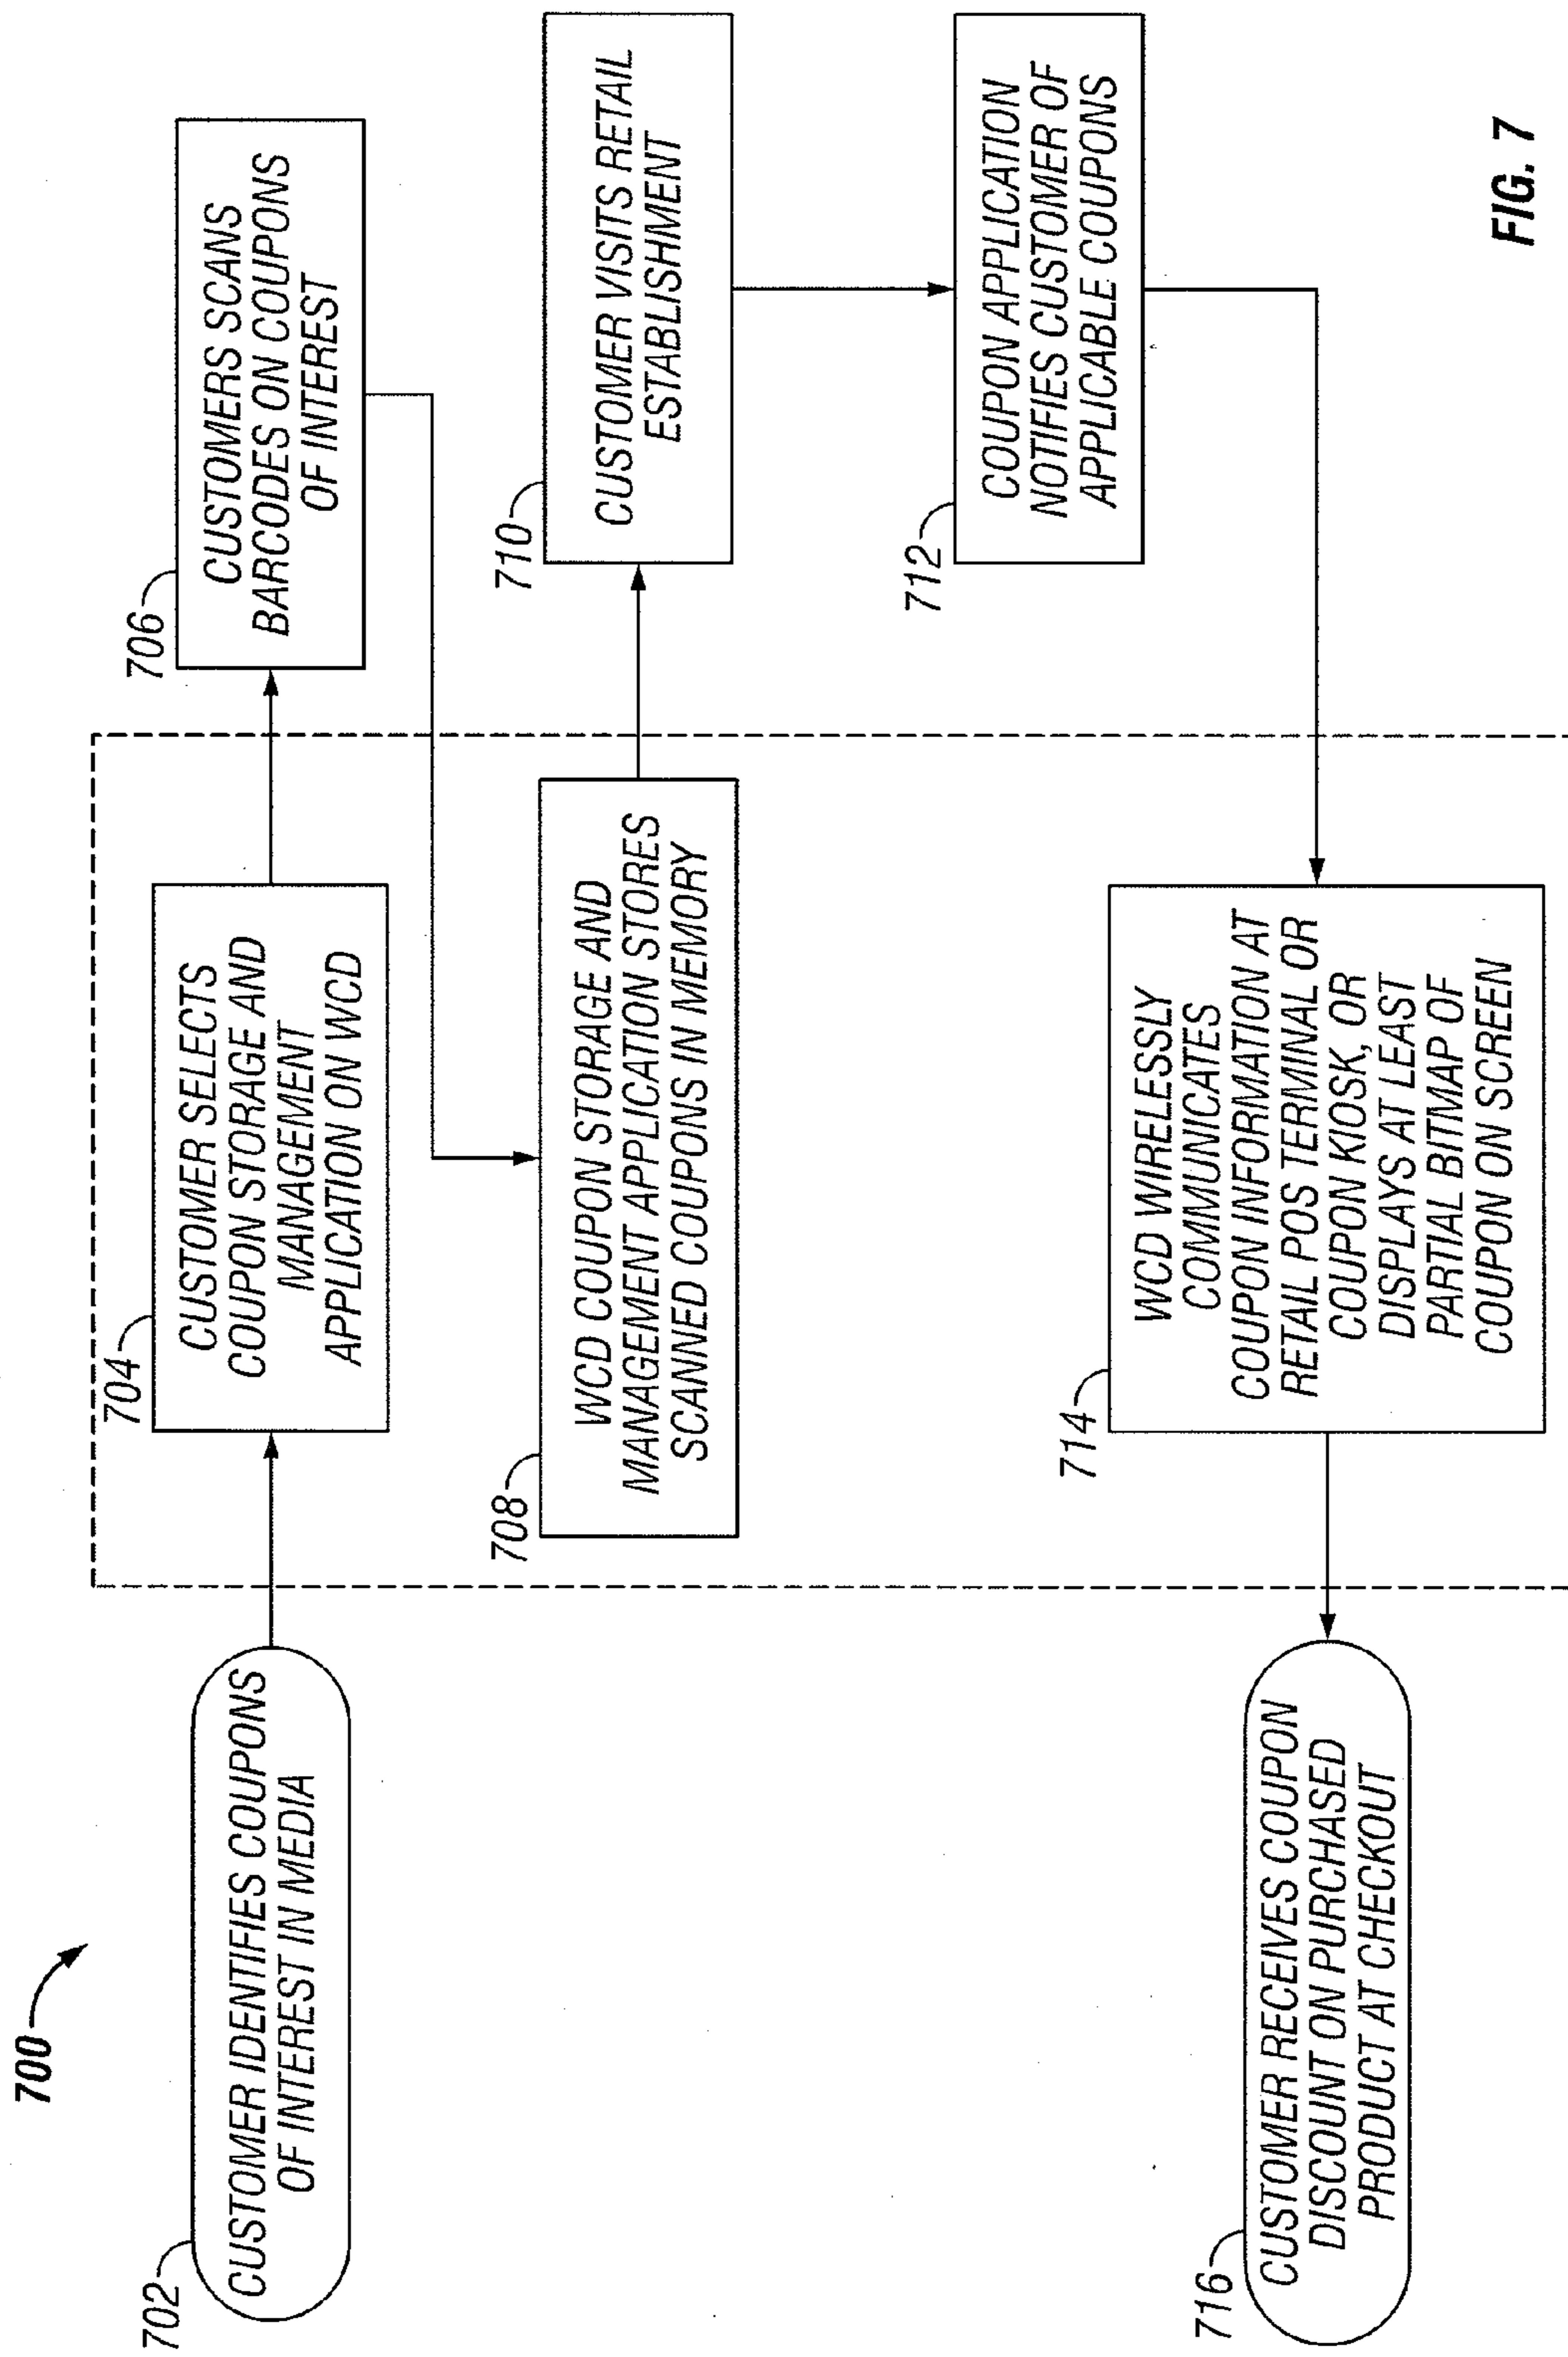 700
702
CUSTOMER IDENTIFIES COUPONS
OF INTEREST IN MEDIA
704
CUSTOMER SELECTS
COUPON STORAGE AND
MANAGEMENT
APPLICATION ON WCD
706
CUSTOMERS SCANS
BARCODES ON COUPONS
OF INTEREST
708
WCD COUPON STORAGE AND
MANAGEMENT APPLICATION STORES
SCANNED COUPONS IN MEMORY
710
CUSTOMER VISITS RETAIL
ESTABLISHMENT
712
COUPON APPLICATION
NOTIFIES CUSTOMER OF
APPLICABLE COUPONS
714
WCD WIRELESSLY
COMMUNICATES
COUPON INFORMATION AT
RETAIL POS TERMINAL OR
COUPON KIOSK, OR
DISPLAYS AT LEAST
PARTIAL BITMAP OF
COUPON ON SCREEN
716
CUSTOMER RECEIVES COUPON
DISCOUNT ON PURCHASED
PRODUCT AT CHECKOUT
FIG. 7